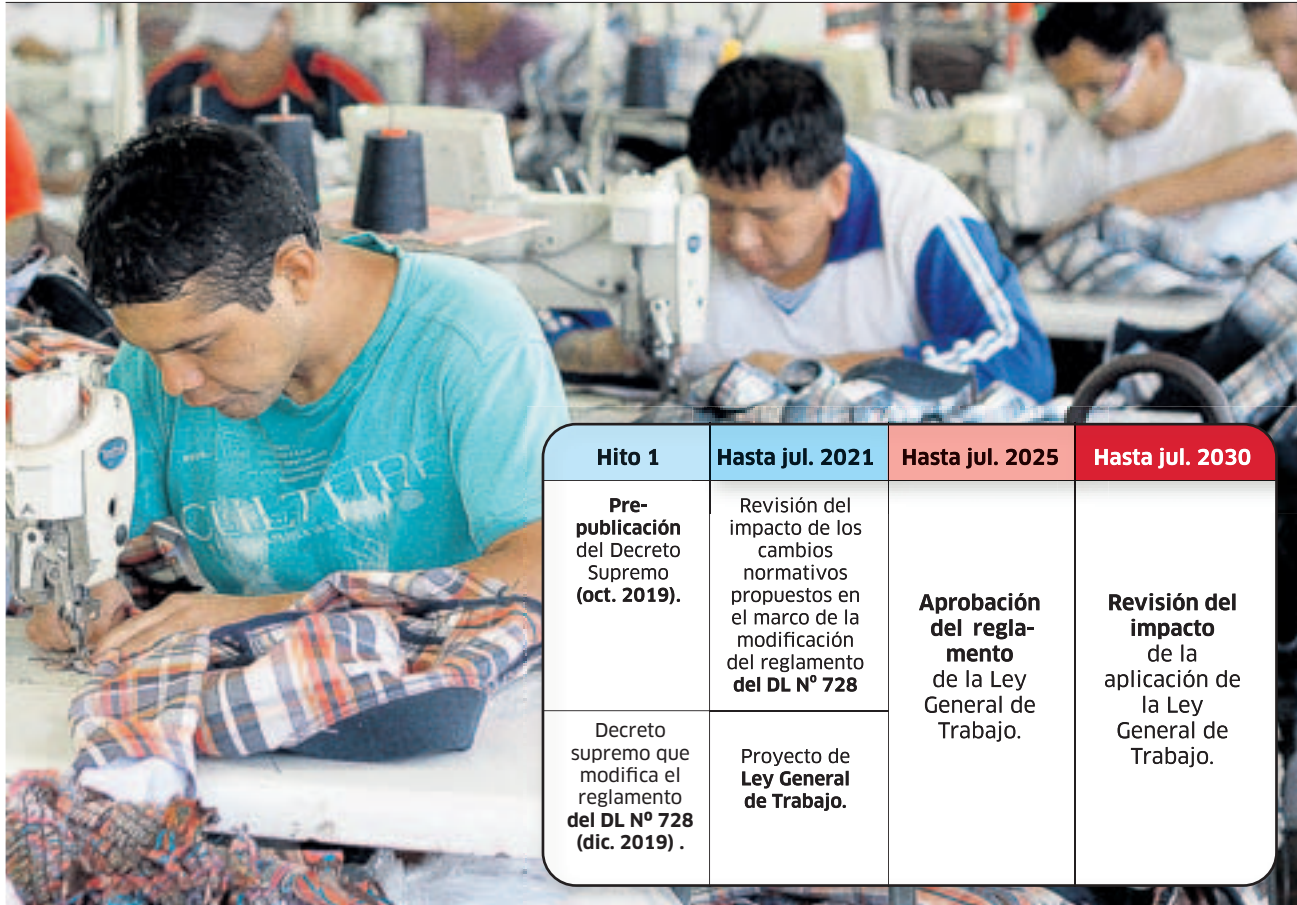 Hito 1
Pre-
publicación
del Decreto
Supremo
(oct. 2019).
Decreto
supremo que
modifica el
reglamento
del DL Nº 728
(dic. 2019) .
Hasta jul. 2021
Revisión del
impacto de los
cambios
normativos
propuestos en
el marco de la
modificación
del reglamento
del DL Nº 728
Proyecto de
Ley General
de Trabajo.
Hasta jul. 2025
Aprobación
del regla-
mento
de la Ley
General de
Trabajo.
Hasta jul. 2030
Revisión del
impacto
de la
aplicación de
la Ley
General de
Trabajo.